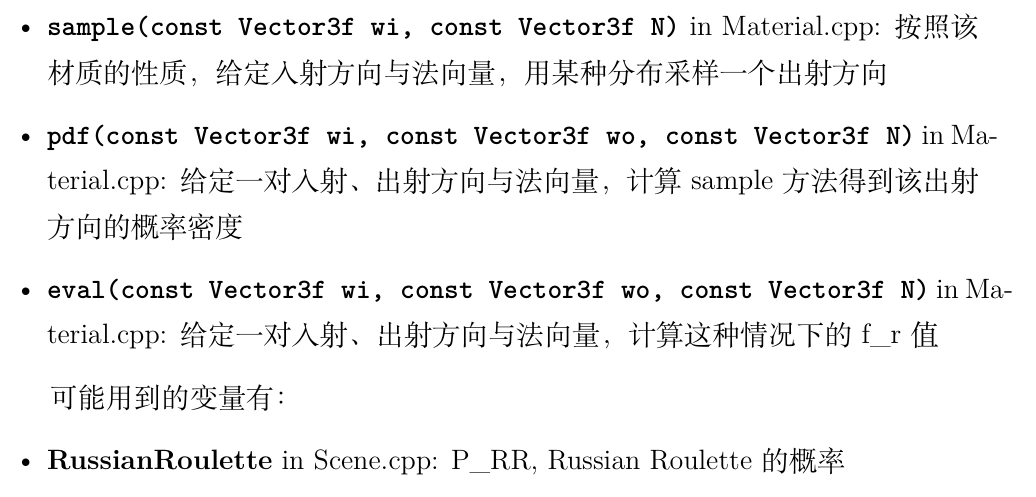 • sample(const Vector3f wi, const Vector3f N) in Material.cpp: 按照该
材质的性质，给定入射方向与法向量，用某种分布采样一个出射方向
• pdf(const Vector3f wi, const Vector3f wo, const Vector3f N) in Ma-
terial.cpp: 给定一对入射、出射方向与法向量，计算 sample 方法得到该出射
方向的概率密度
• eval(const Vector3f wi, const Vector3f wo, const Vector3f N) in Ma-
terial.cpp: 给定一对入射、出射方向与法向量，计算这种情况下的 f_r 值
可能用到的变量有：
• RussianRoulette in Scene.cpp: P_RR, Russian Roulette 的概率